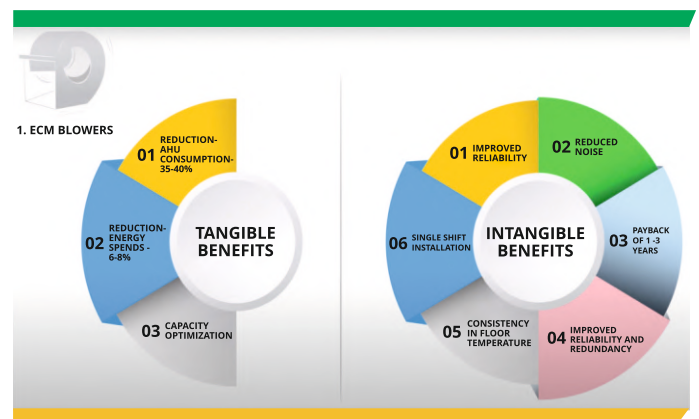 1. ECM BLOWERS
01
REDUCTION-
AHU
CONSUMPTION-
35-40%
02
REDUCTION-
ENERGY
SPENDS -
6-8%
03
CAPACITY
OPTIMIZATION
TANGIBLE
BENEFITS
01
IMPROVED
RELIABILITY
02
REDUCED
NOISE
03
PAYBACK
OF 1 -3
YEARS
04
IMPROVED
RELIABILITY AND
REDUNDANCY
05
CONSISTENCY
IN FLOOR
TEMPERATURE
06
SINGLE SHIFT
INSTALLATION
INTANGIBLE
BENEFITS